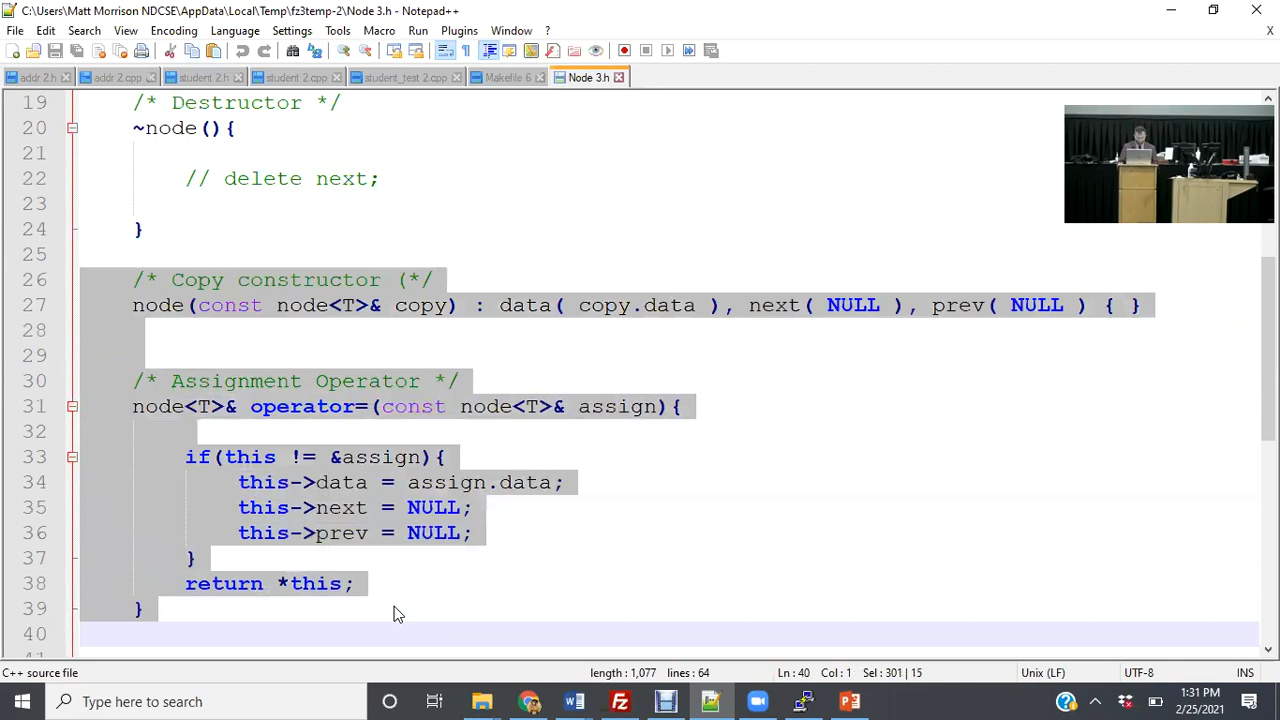 C:\Users\Matt Morrison NDCSE\AppData\Local\Temp\fz3temp-2\Node 3.h - Notepad++
File Edit Search View Encoding Language Settings Tools Macro Run Plugins Window ? X
addr 2.h addr 2.cpp student 2.h student 2.cpp student_test 2.cpp Makefile 6 Node 3.h
19 /* Destructor */
20 ~node(){
21
22 // delete next;
23
24 }
25
26 /* Copy constructor (*/
27 node(const node<T>& copy) : data( copy.data ), next( NULL ), prev( NULL ) { }
28
29
30 /* Assignment Operator */
31 node<T>& operator=(const node<T>& assign){
32
33 if(this != &assign){
34 this->data = assign.data;
35 this->next = NULL;
36 this->prev = NULL;
37 }
38 return *this;
39 }
40
41
C++ source file length : 1,077 lines : 64 Ln : 40 Col : 1 Sel : 301 | 15 Unix (LF) UTF-8 INS
Type here to search
1:31 PM
2/25/2021